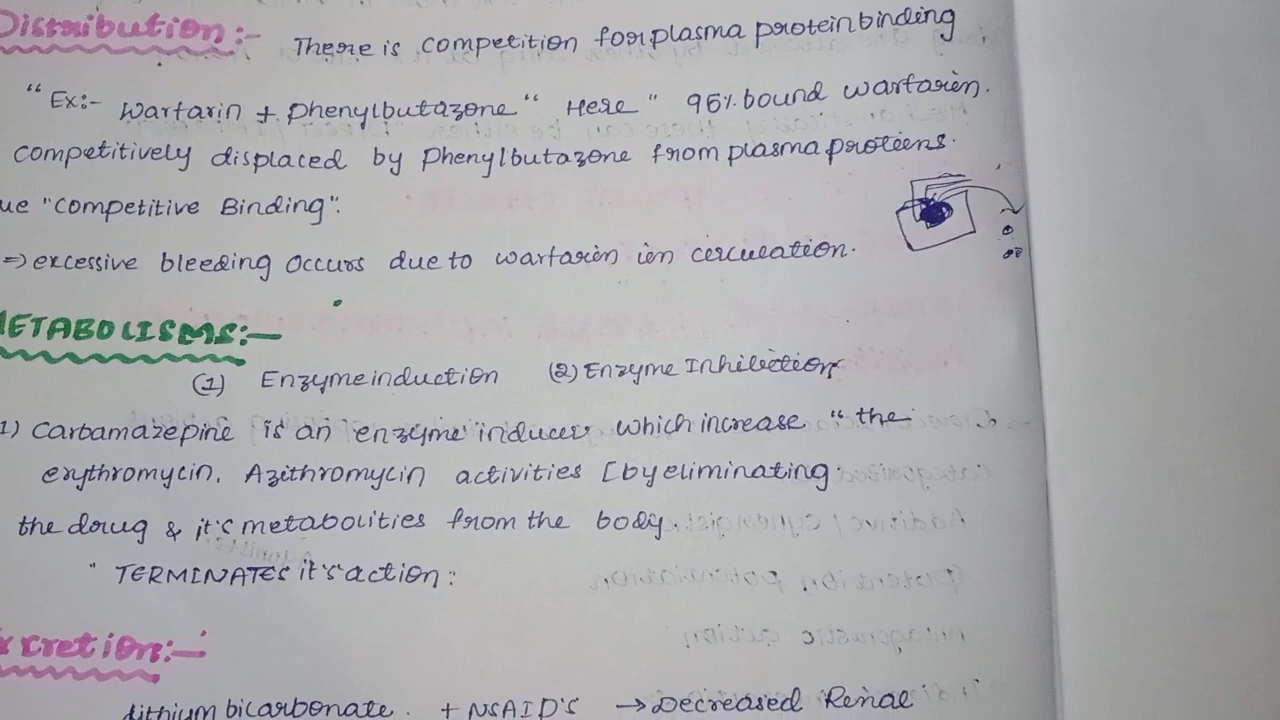 Distribution:- There is competition for plasma protein binding
"Ex:- Warfarin + Phenylbutazone" Here " 96% bound warfarin.
competitively displaced by Phenylbutazone from plasma proteins.
ue "Competitive Binding".
=) excessive bleeding occurs due to warfarin in circulation.
METABOLISMS:-
(1) Enzyme induction (2) Enzyme Inhibition
1) Carbamazepine is an enzyme inducer which increase "the
erythromycin. Azithromycin activities [by eliminating
the drug & it's metabolities from the body.
" TERMINATES it's action:
xcretion:-
Lithium bicarbonate. + NSAID'S → Decreased Renal